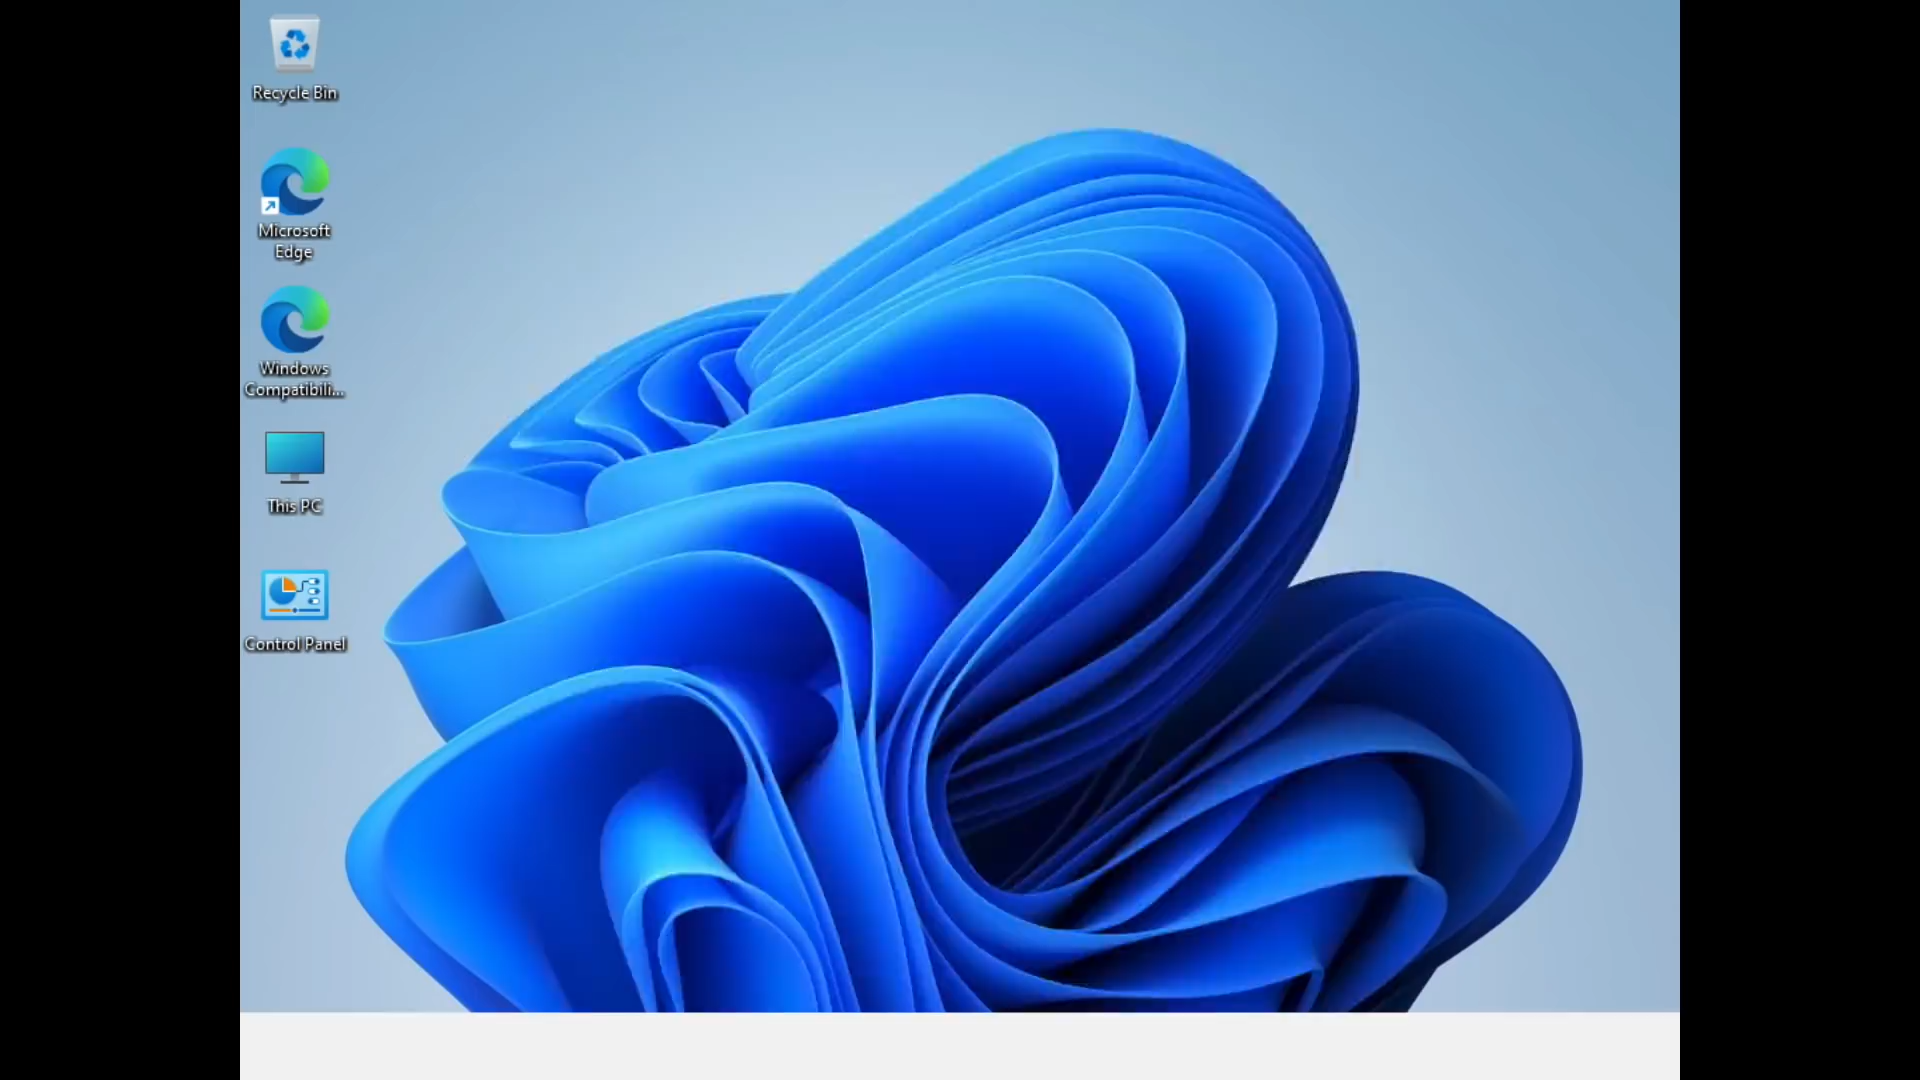 Recycle Bin
Microsoft
Edge
Windows
Compatibili...
This PC
Control Panel